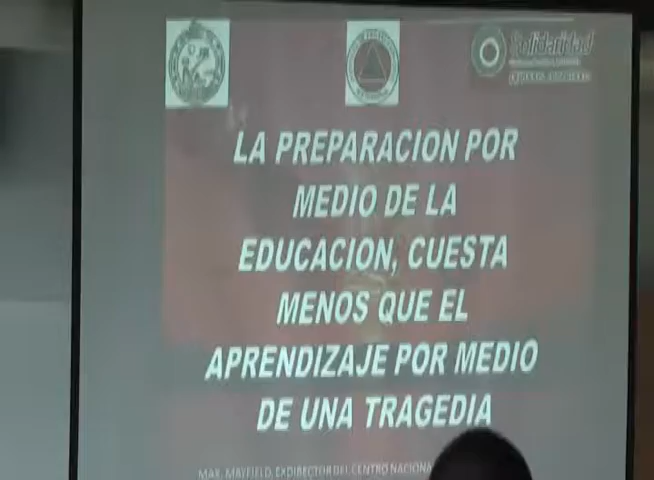 Solidaridad
LA PREPARACION POR
MEDIO DE LA
EDUCACION, CUESTA
MENOS QUE EL
APRENDIZAJE POR MEDIO
DE UNA TRAGEDIA
MAX. MAYFIELD, EXDIRECTOR DEL CENTRO NACIONA